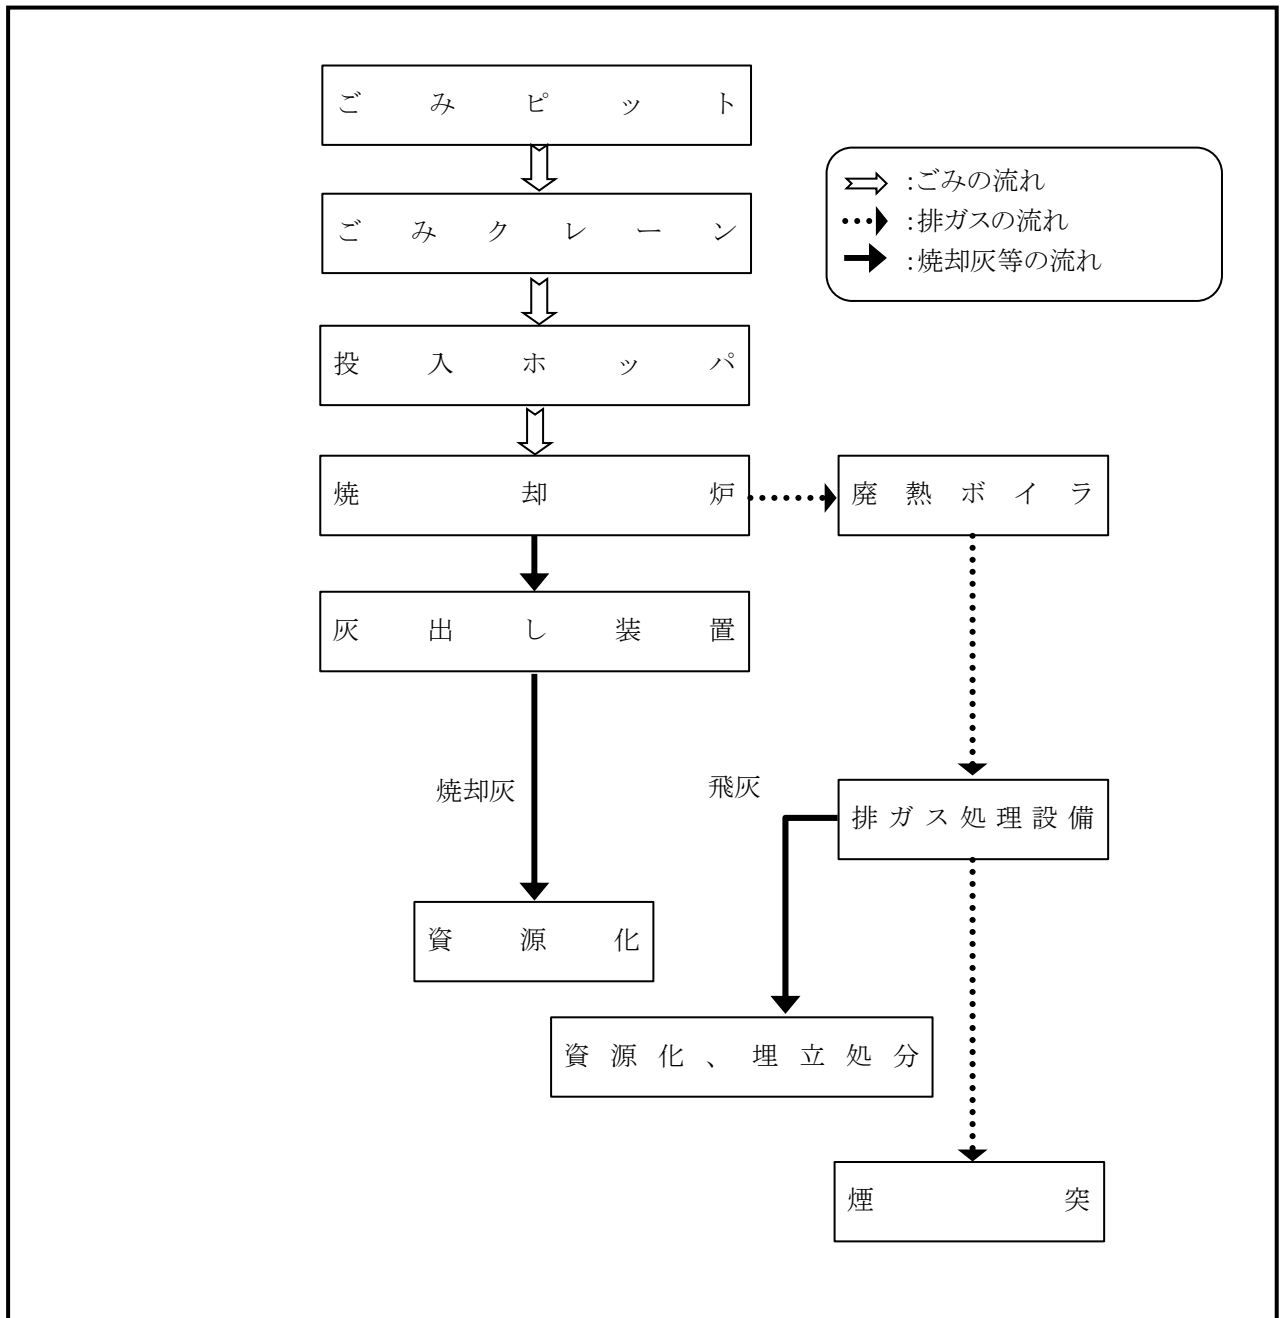 ごみピット
ごみクレーン
:ごみの流れ
:排ガスの流れ
:焼却灰等の流れ
投入ホッパ
焼却炉
廃熱ボイラ
灰出し装置
焼却灰
飛灰
排ガス処理設備
資源化
資源化、埋立処分
煙突